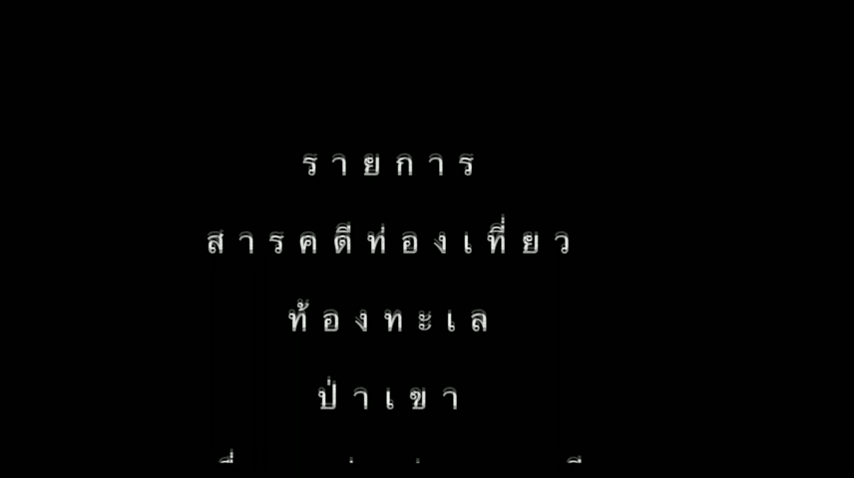 รายการ
สารคดีท่องเที่ยว
ท้องทะเล
ป่าเขา